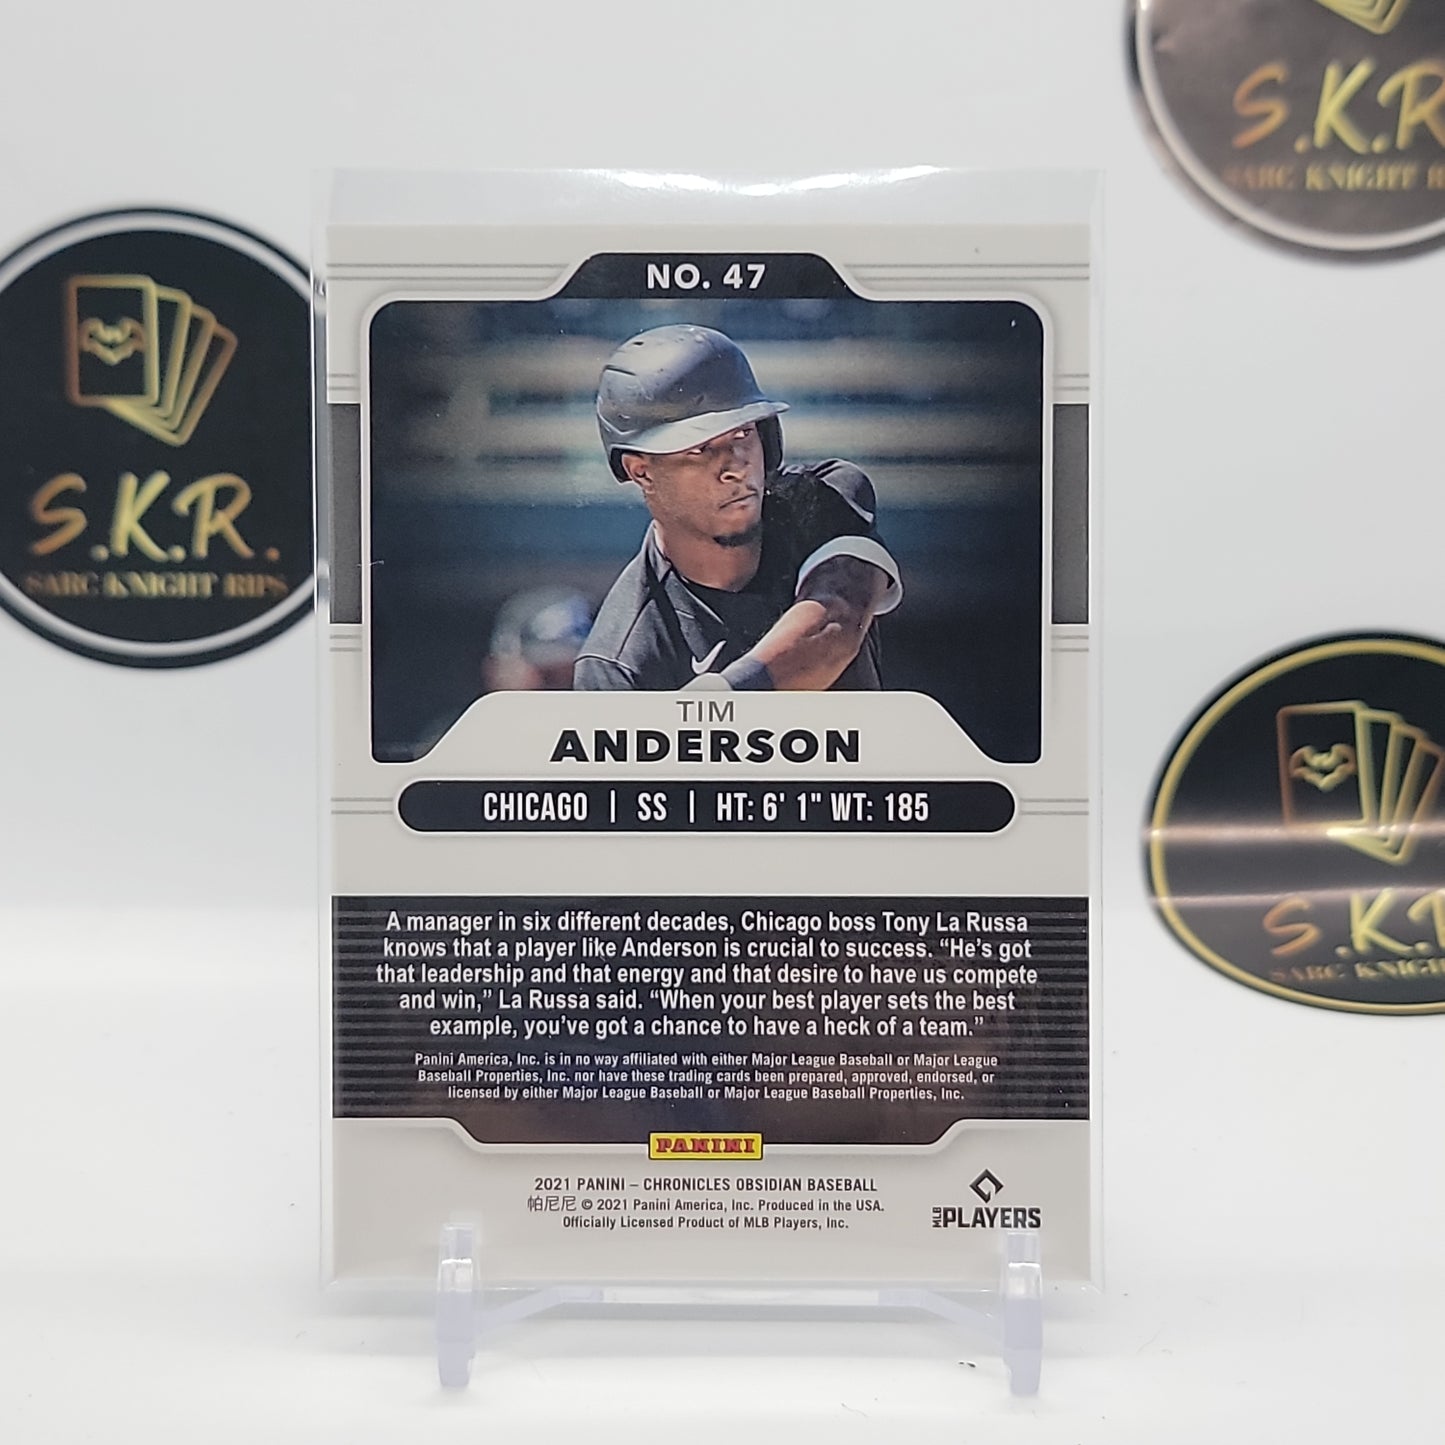 S.K.R.
SARC KNIGHT RIPS
S.K.R
SARC KNIGHT R
NO. 47
TIM
ANDERSON
CHICAGO | SS | HT: 6' 1" WT: 185
A manager in six different decades, Chicago boss Tony La Russa
knows that a player like Anderson is crucial to success. “He’s got
that leadership and that energy and that desire to have us compete
and win,” La Russa said. “When your best player sets the best
example, you’ve got a chance to have a heck of a team.”
Panini America, Inc. is in no way affiliated with either Major League Baseball or Major League
Baseball Properties, Inc. nor have these trading cards been prepared, approved, endorsed, or
licensed by either Major League Baseball or Major League Baseball Properties, Inc.
PANINI
2021 PANINI – CHRONICLES OBSIDIAN BASEBALL
帕尼尼 © 2021 Panini America, Inc. Produced in the USA.
Officially Licensed Product of MLB Players, Inc.
MLB PLAYERS
S.K.R
SARC KNIGHT